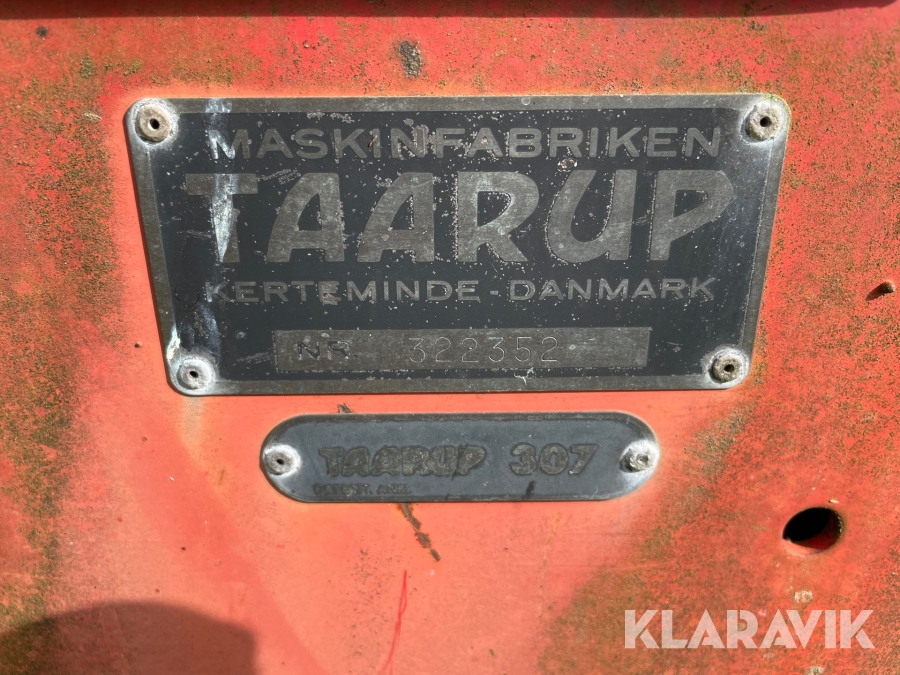 MASKINFABRIKEN
TAARUP
KERTEMINDE - DANMARK
NR 322352
TAARUP 307
KLARAVIK